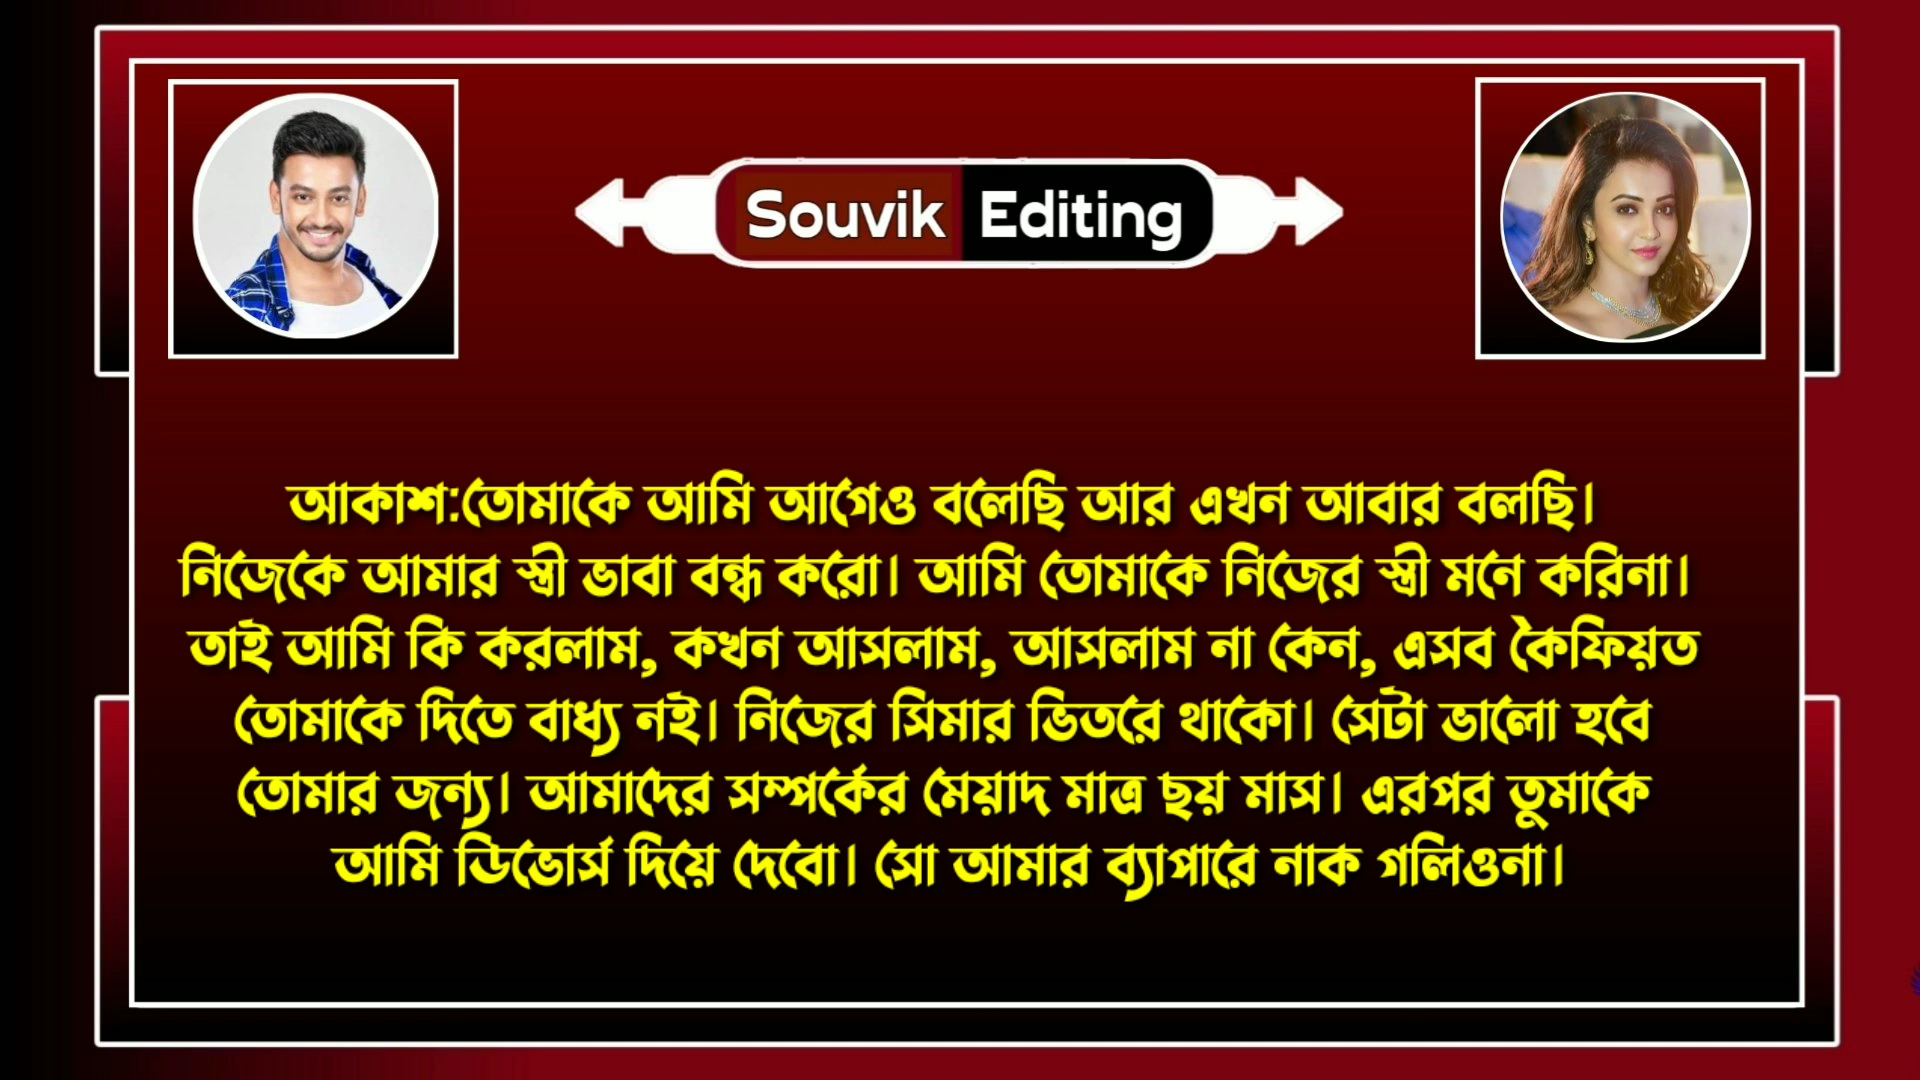 Souvik Editing
আকাশ:তোমাকে আমি আগেও বলেছি আর এখন আবার বলছি।
নিজেকে আমার স্ত্রী ভাবা বন্ধ করো। আমি তোমাকে নিজের স্ত্রী মনে করিনা।
তাই আমি কি করলাম, কখন আসলাম, আসলাম না কেন, এসব কৈফিয়ত
তোমাকে দিতে বাধ্য নই। নিজের সিমার ভিতরে থাকো। সেটা ভালো হবে
তোমার জন্য। আমাদের সম্পর্কের মেয়াদ মাত্র ছয় মাস। এরপর তুমাকে
আমি ডিভোর্স দিয়ে দেবো। সো আমার ব্যাপারে নাক গলিওনা।